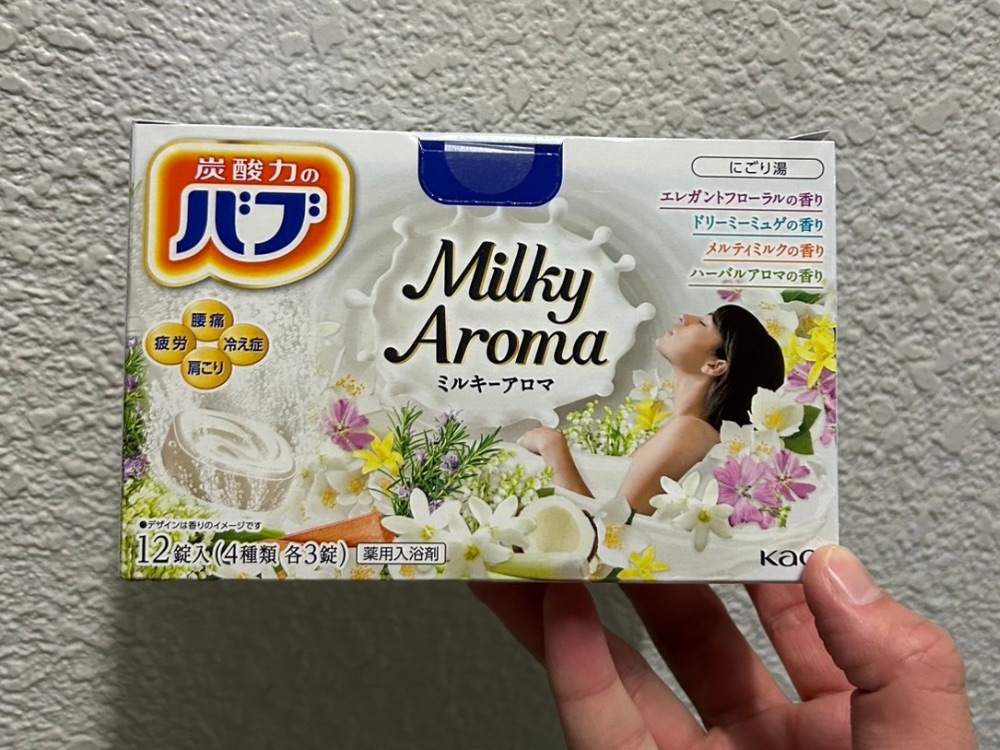 炭酸力の
バブ
にごり湯
エレガントフローラルの香り
ドリーミーミュゲの香り
メルティミルクの香り
ハーバルアロマの香り
Milky
Aroma
ミルキーアロマ
腰痛
疲労
冷え症
肩こり
●デザインは香りのイメージです
12錠入(4種類 各3錠)
薬用入浴剤
Kao